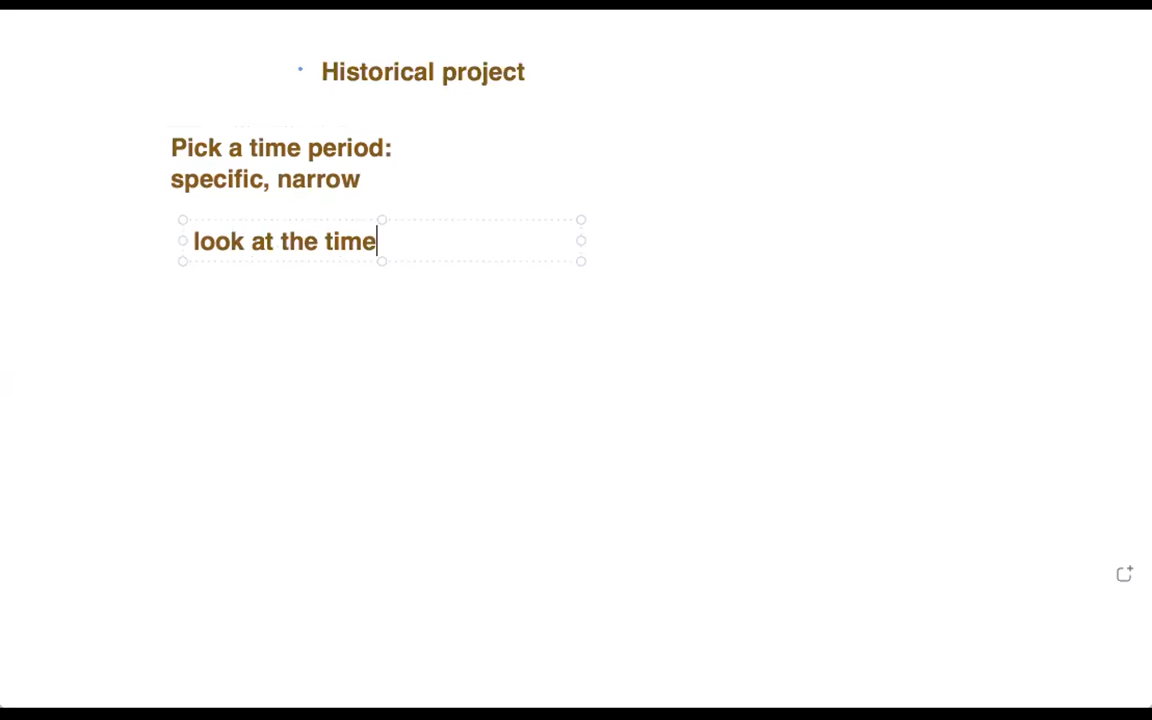 Historical project
Pick a time period:
specific, narrow
look at the time